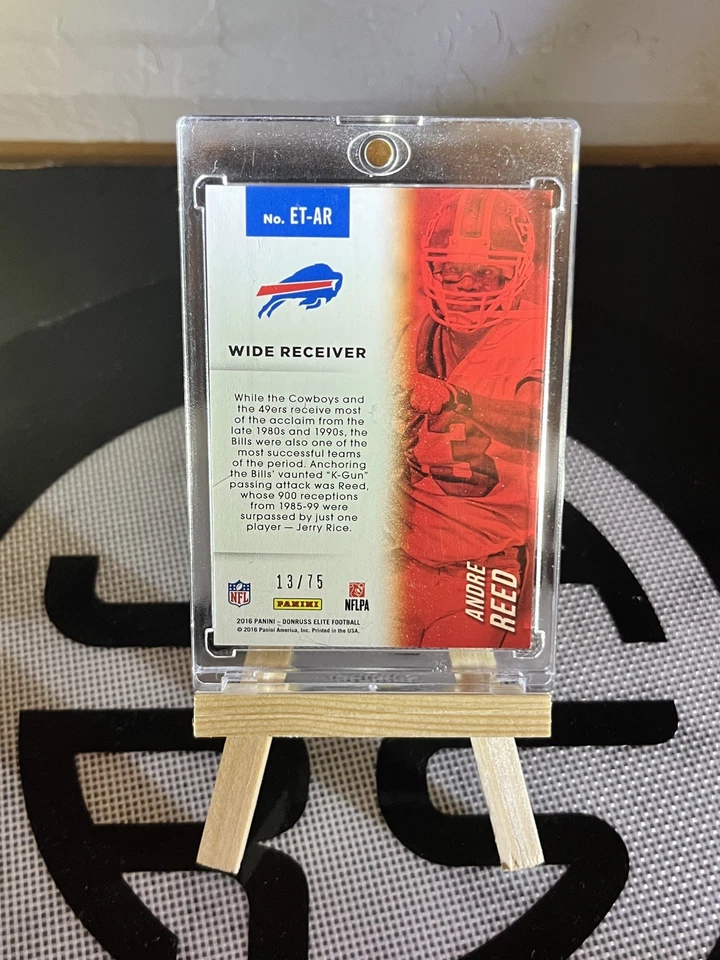 No. ET-AR
WIDE RECEIVER
While the Cowboys and
the 49ers receive most
of the acclaim from the
late 1980s and 1990s, the
Bills were also one of the
most successful teams
of the period. Anchoring
the Bills' vaunted "K-Gun"
passing attack was Reed,
whose 900 receptions
from 1985-99 were
surpassed by just one
player — Jerry Rice.
13/75
NFL
PANINI
NFLPA
2016 PANINI – DONRUSS ELITE FOOTBALL
© 2016 Panini America, Inc. Printed in the USA.
ANDRE
REED